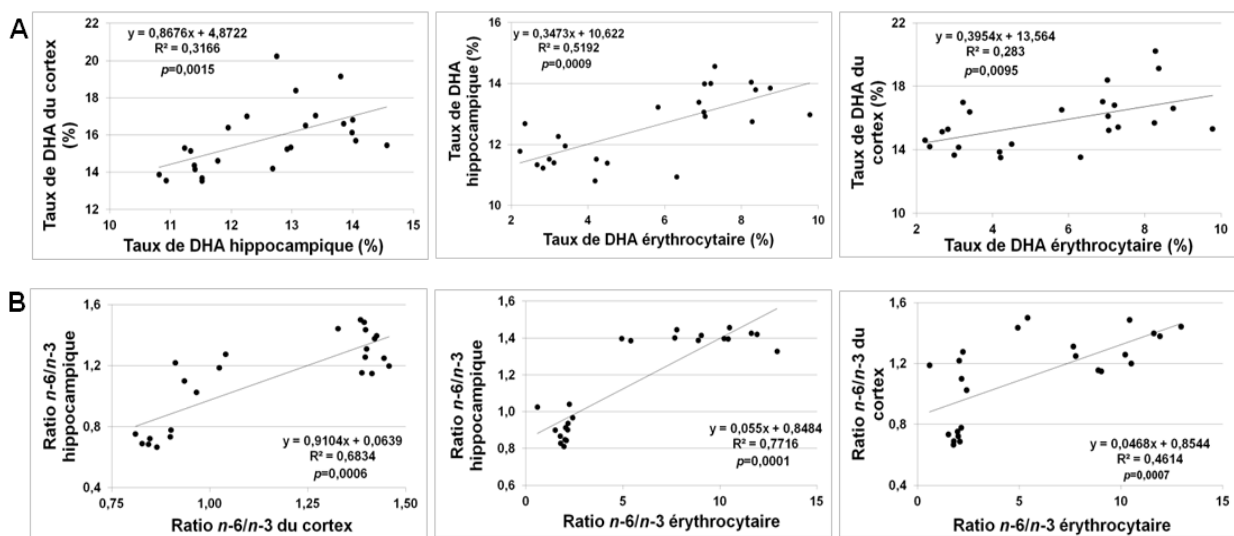 A
Taux de DHA du cortex
(%)
22
20
18
16
14
12
y = 0,8676x + 4,8722
R² = 0,3166
p=0,0015
10 11 12 13 14 15
Taux de DHA hippocampique (%)
Taux de DHA
hippocampique (%)
16
14
12
10
y = 0,3473x + 10,622
R² = 0,5192
p=0,0009
2 4 6 8 10
Taux de DHA érythrocytaire (%)
Taux de DHA du
cortex (%)
22
18
14
10
y = 0,3954x + 13,564
R² = 0,283
p=0,0095
2 4 6 8 10
Taux de DHA érythrocytaire (%)
B
Ratio n-6/n-3
hippocampique
1,6
1,2
0,8
0,4
y = 0,9104x + 0,0639
R² = 0,6834
p=0,0006
0,75 1,00 1,25 1,50
Ratio n-6/n-3 du cortex
Ratio n-6/n-3
hippocampique
1,6
1,4
1,2
1,0
0,8
0,6
y = 0,055x + 0,8484
R² = 0,7716
p=0,0001
0 5 10 15
Ratio n-6/n-3 érythrocytaire
Ratio n-6/n-3 du
cortex
1,6
1,2
0,8
0,4
y = 0,0468x + 0,8544
R² = 0,4614
p=0,0007
0 5 10 15
Ratio n-6/n-3 érythrocytaire